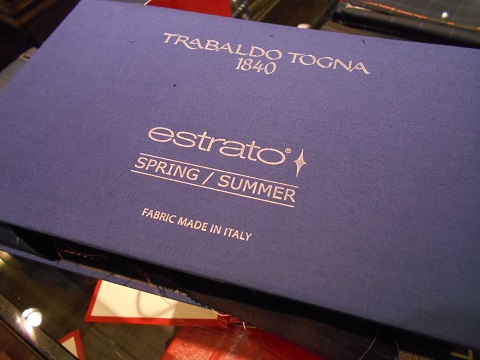 TRABALDO TOGNA
1840
estrato®
SPRING / SUMMER
FABRIC MADE IN ITALY